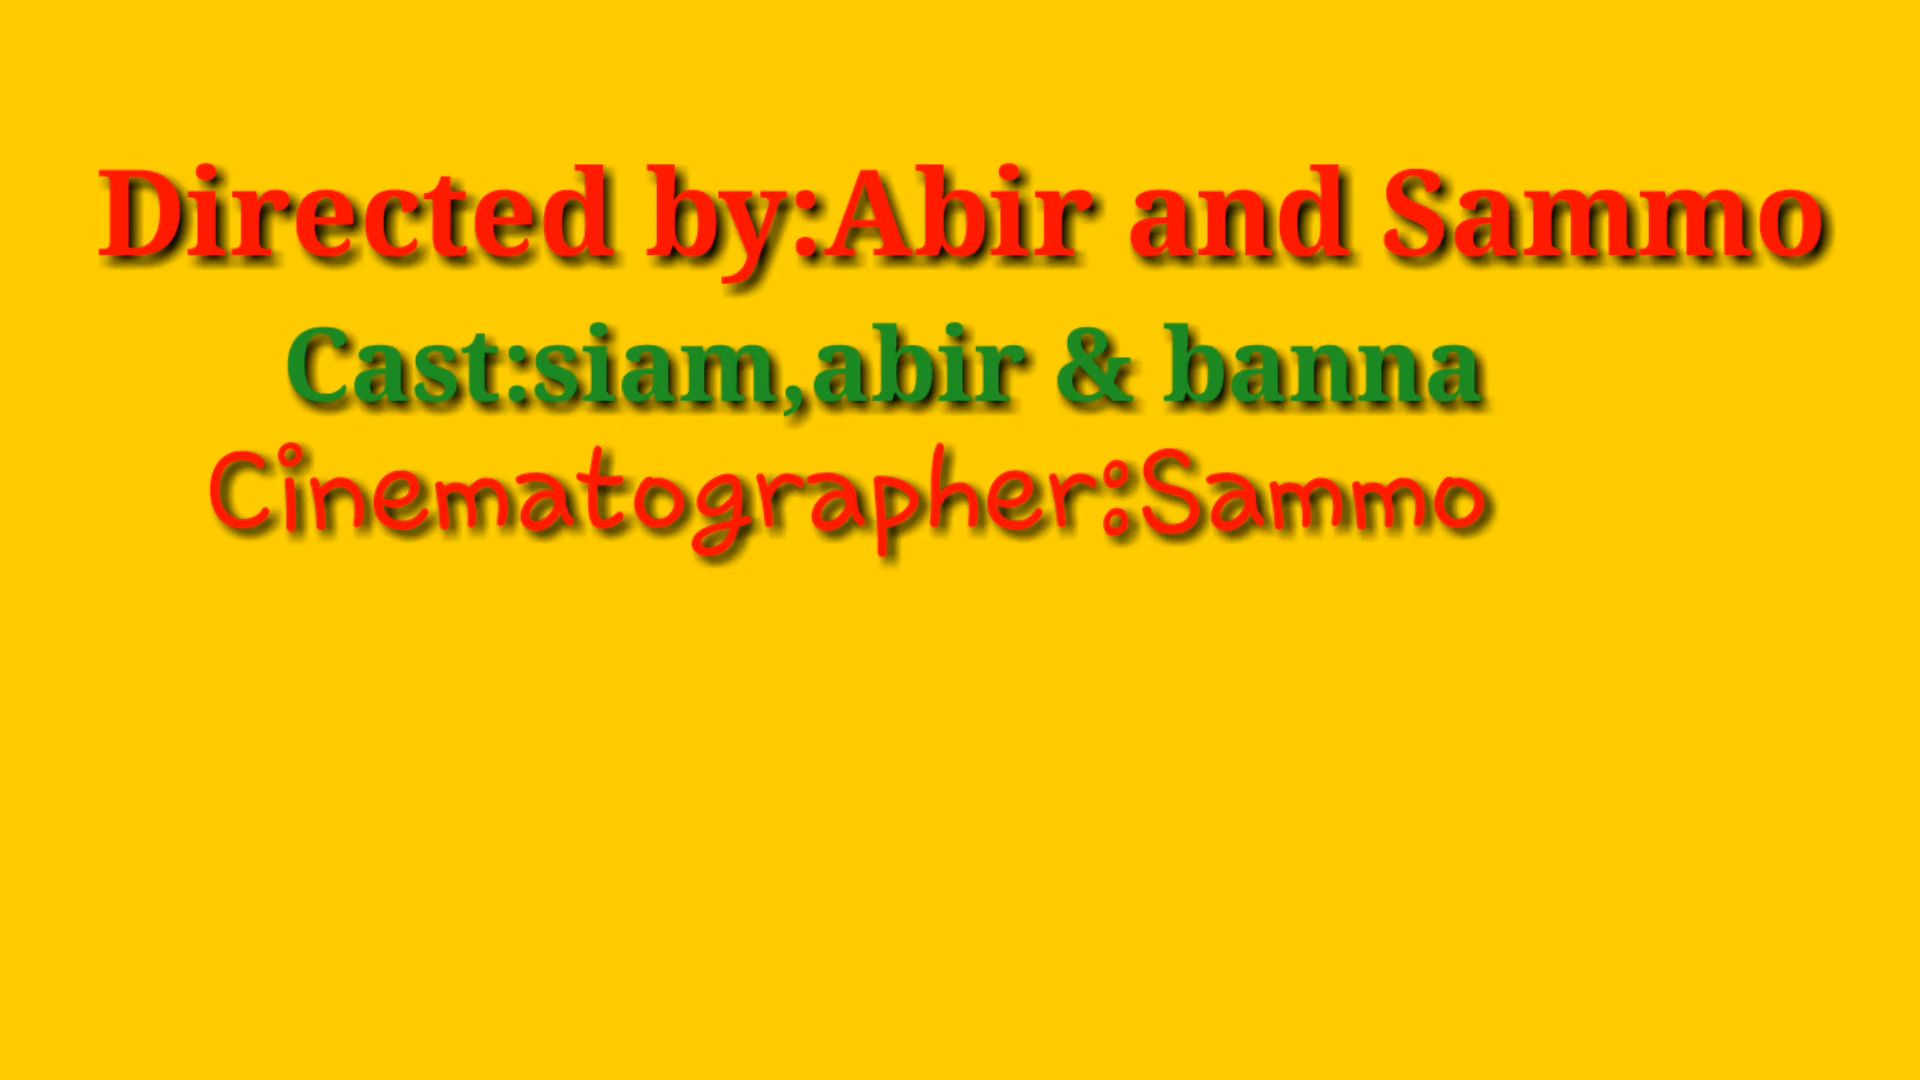 Directed by:Abir and Sammo
Cast:siam,abir & banna
Cinematographer:Sammo